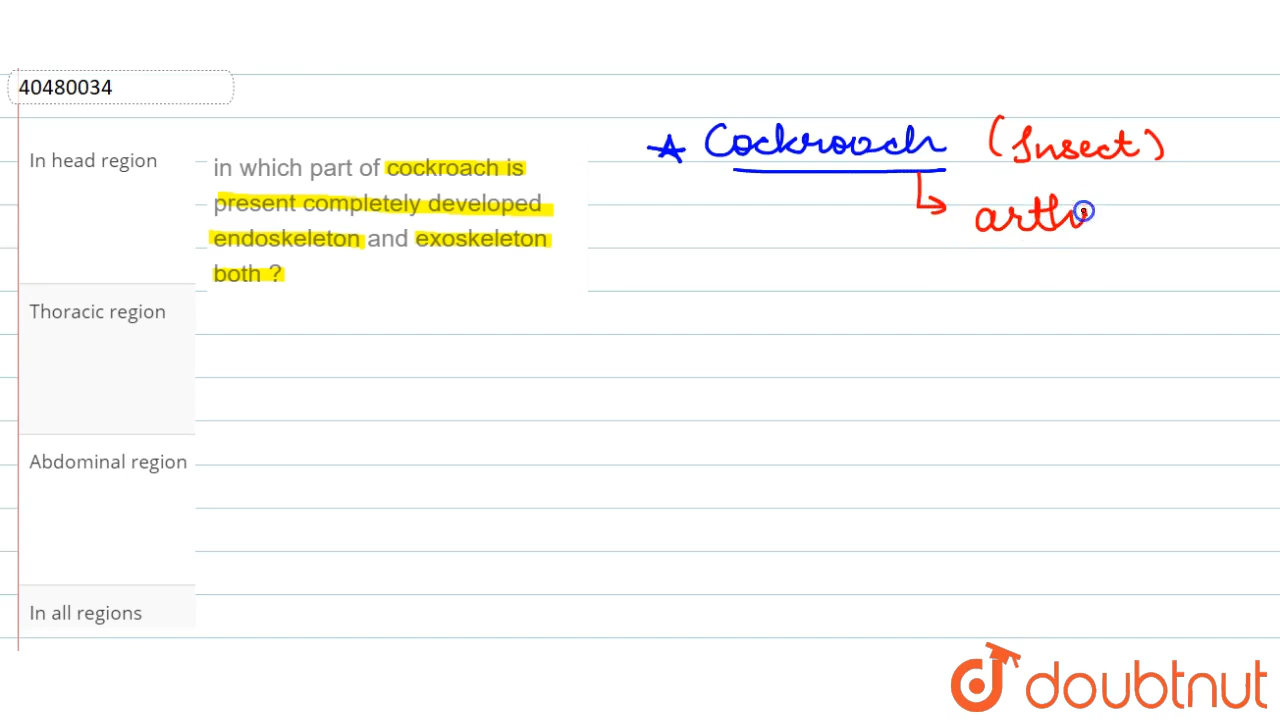 40480034
In head region
Thoracic region
Abdominal region
In all regions
in which part of cockroach is
present completely developed
endoskeleton and exoskeleton
both ?
Cockroach (Insect)
arth
doubtnut